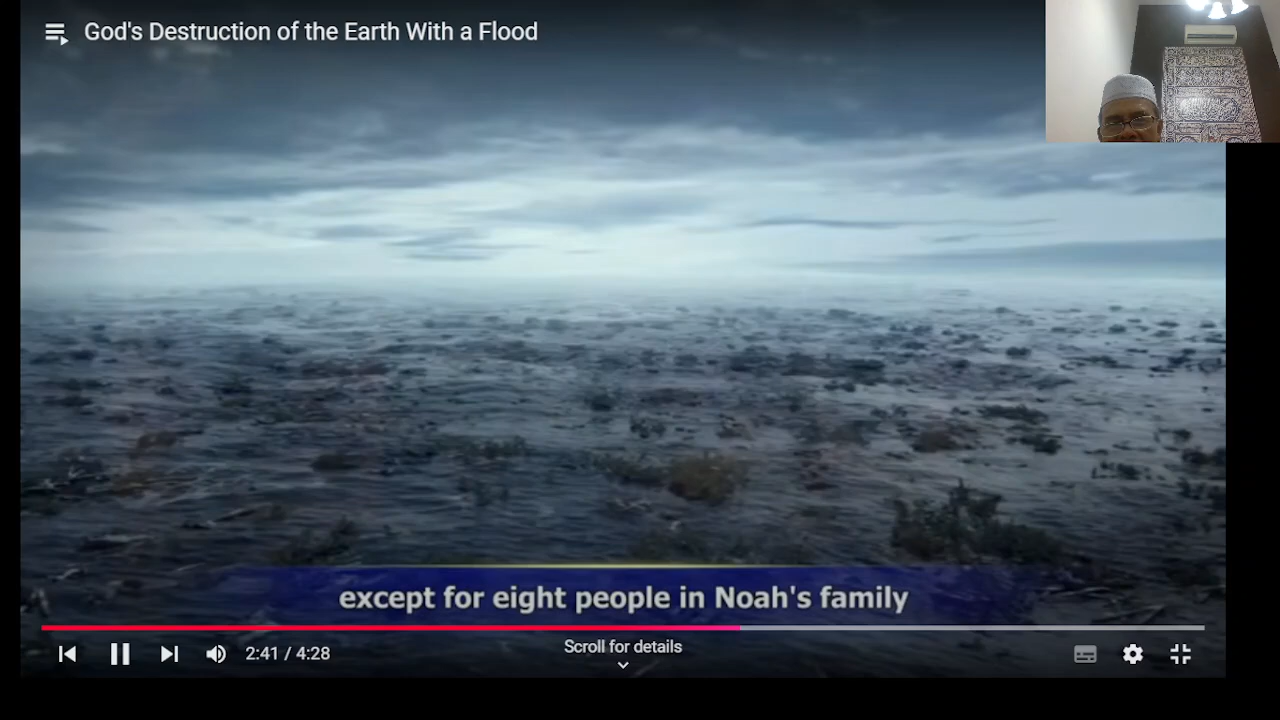 God's Destruction of the Earth With a Flood
except for eight people in Noah's family
Scroll for details
2:41 / 4:28